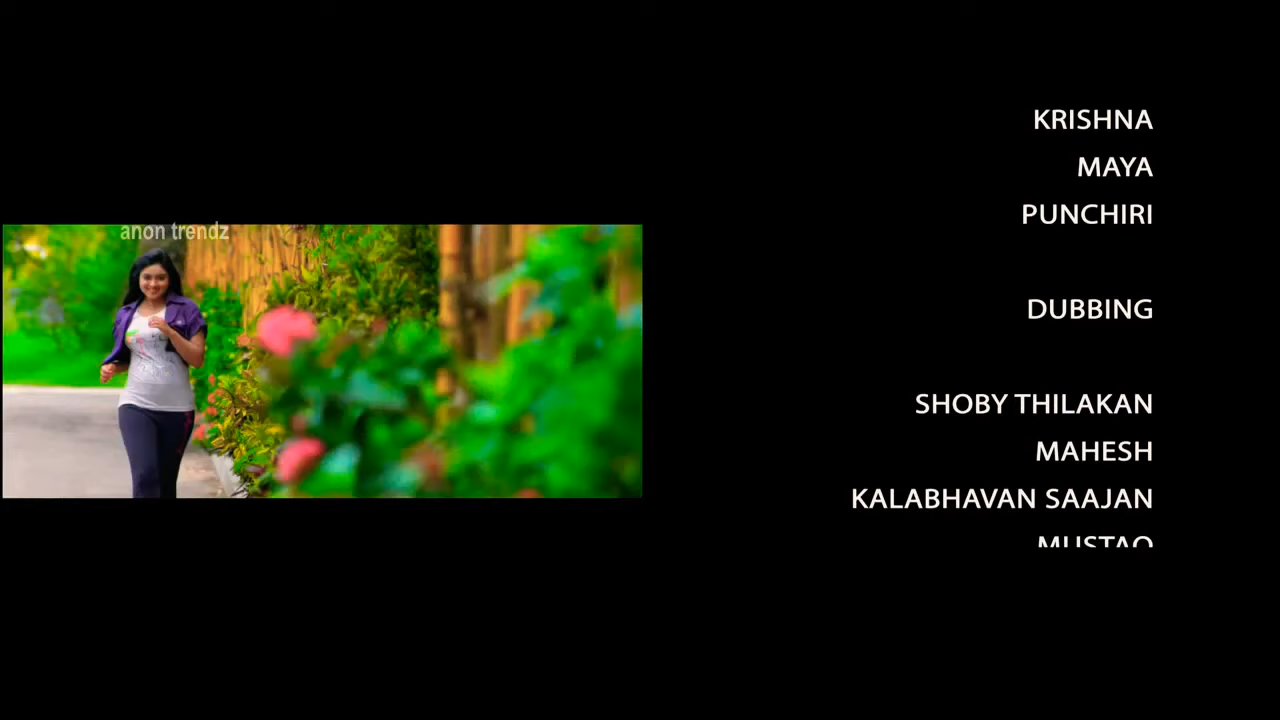 KRISHNA
MAYA
PUNCHIRI
anon trendz
DUBBING
SHOBY THILAKAN
MAHESH
KALABHAVAN SAAJAN